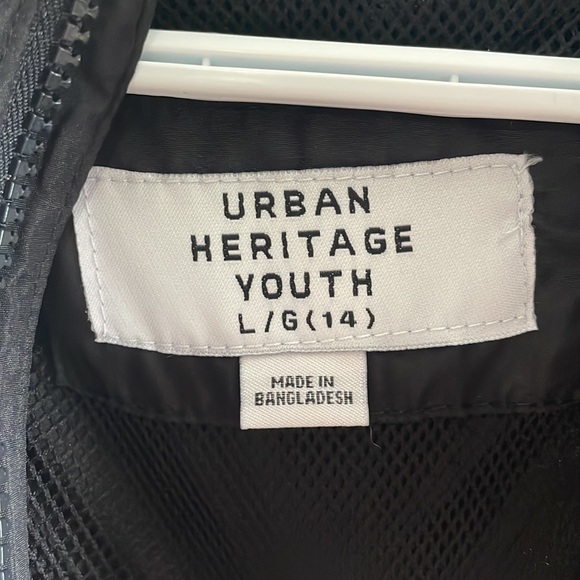 URBAN
HERITAGE
YOUTH
L/G(14)
MADE IN
BANGLADESH